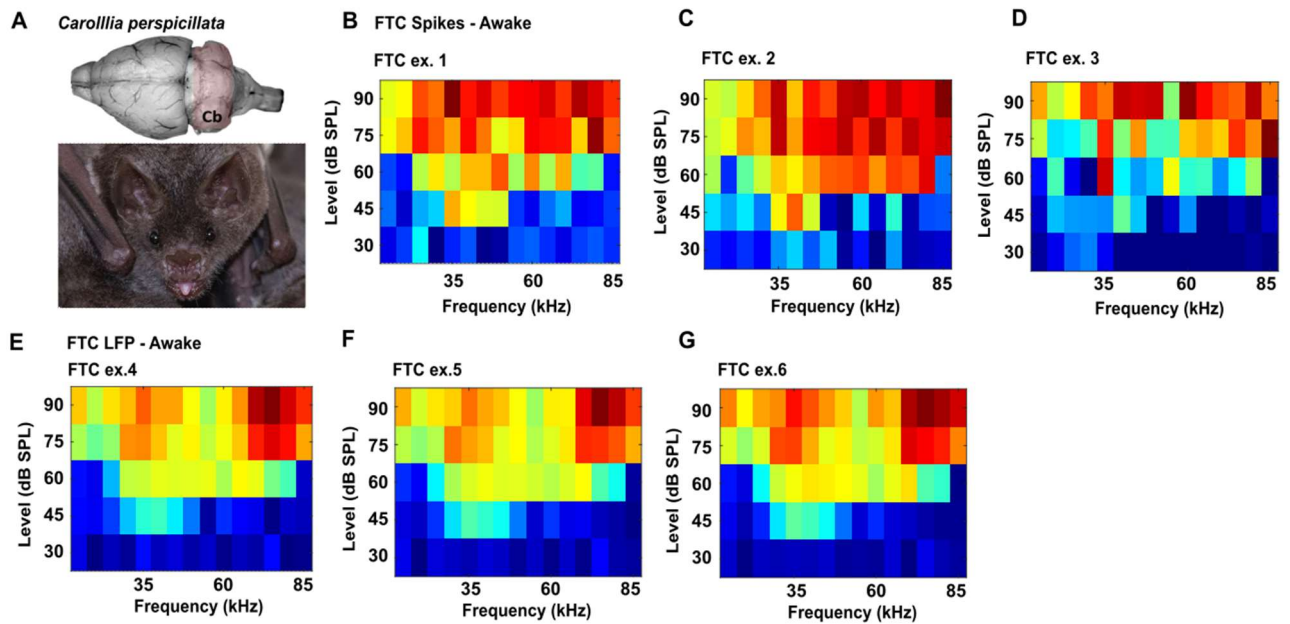 A Carolllia perspicillata
Cb
B FTC Spikes - Awake
FTC ex. 1
Level (dB SPL)
90
75
60
45
30
35 60 85
Frequency (kHz)
C
FTC ex. 2
Level (dB SPL)
90
75
60
45
30
35 60 85
Frequency (kHz)
D
FTC ex. 3
Level (dB SPL)
90
75
60
45
30
35 60 85
Frequency (kHz)
E FTC LFP - Awake
FTC ex.4
Level (dB SPL)
90
75
60
45
30
35 60 85
Frequency (kHz)
F
FTC ex.5
Level (dB SPL)
90
75
60
45
30
35 60 85
Frequency (kHz)
G
FTC ex.6
Level (dB SPL)
90
75
60
45
30
35 60 85
Frequency (kHz)